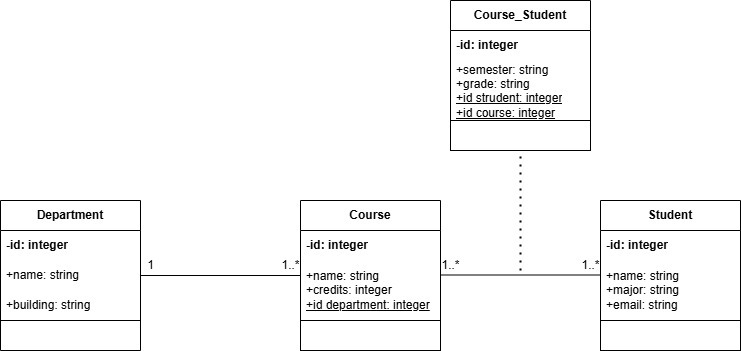 Course_Student
-id: integer
+semester: string
+grade: string
+id strudent: integer
+id course: integer
Department
-id: integer
+name: string
+building: string
1
1..*
Course
-id: integer
+name: string
+credits: integer
+id department: integer
1..*
1..*
Student
-id: integer
+name: string
+major: string
+email: string